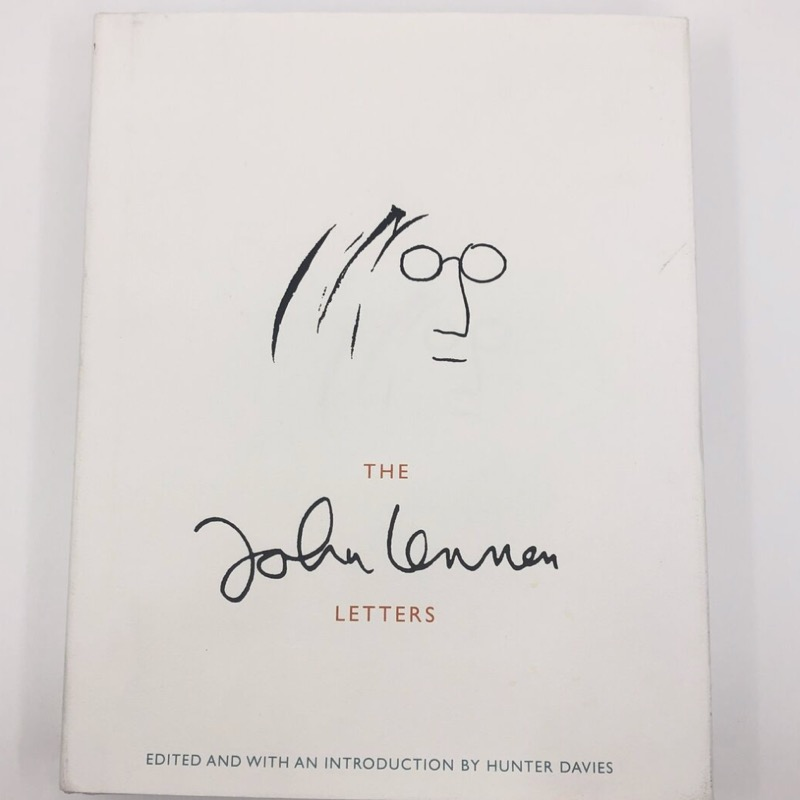 THE
John Lennon
LETTERS
EDITED AND WITH AN INTRODUCTION BY HUNTER DAVIES